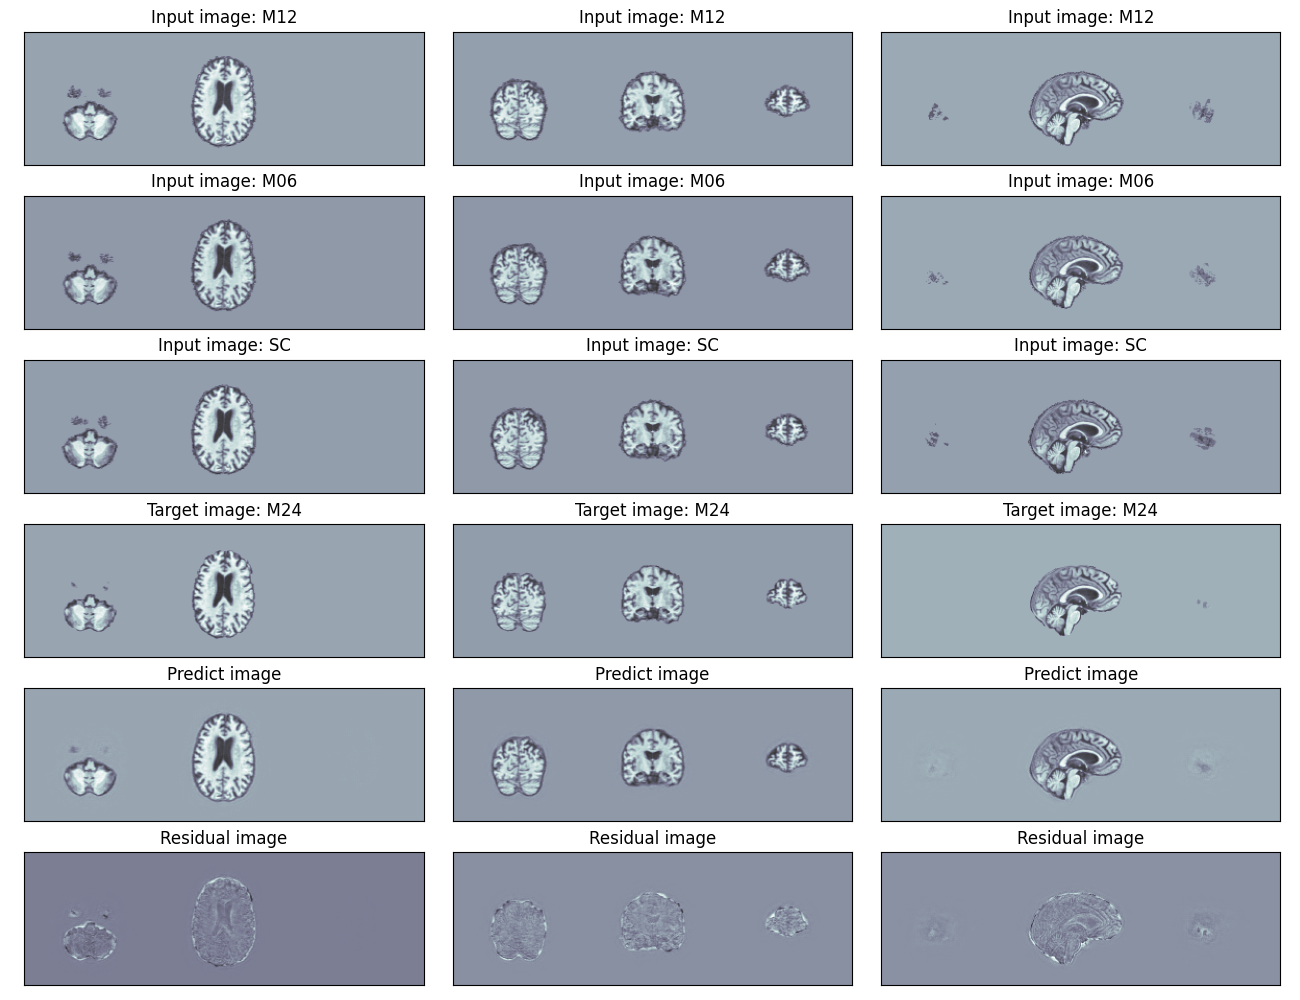 Input image: M12 Input image: M12 Input image: M12
Input image: M06 Input image: M06 Input image: M06
Input image: SC Input image: SC Input image: SC
Target image: M24 Target image: M24 Target image: M24
Predict image Predict image Predict image
Residual image Residual image Residual image